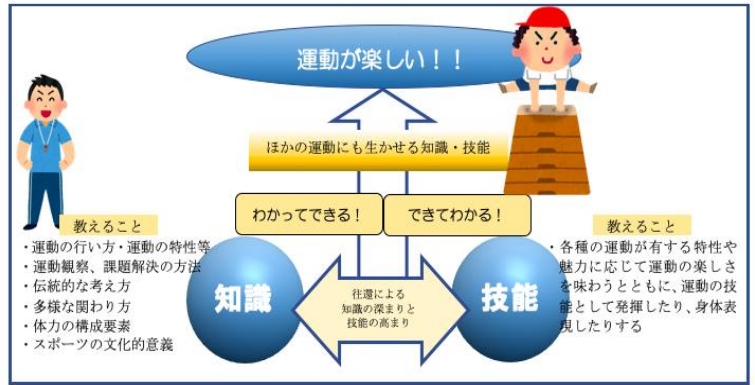 運動が楽しい！！
ほかの運動にも生かせる知識・技能
わかってできる！
できてわかる！
教えること
・運動の行い方・運動の特性等
・運動観察、課題解決の方法
・伝統的な考え方
・多様な関わり方
・体力の構成要素
・スポーツの文化的意義
知識
往還による
知識の深まりと
技能の高まり
技能
教えること
・各種の運動が有する特性や
魅力に応じて運動の楽しさ
を味わうとともに、運動の技
能として発揮したり、身体表
現したりする